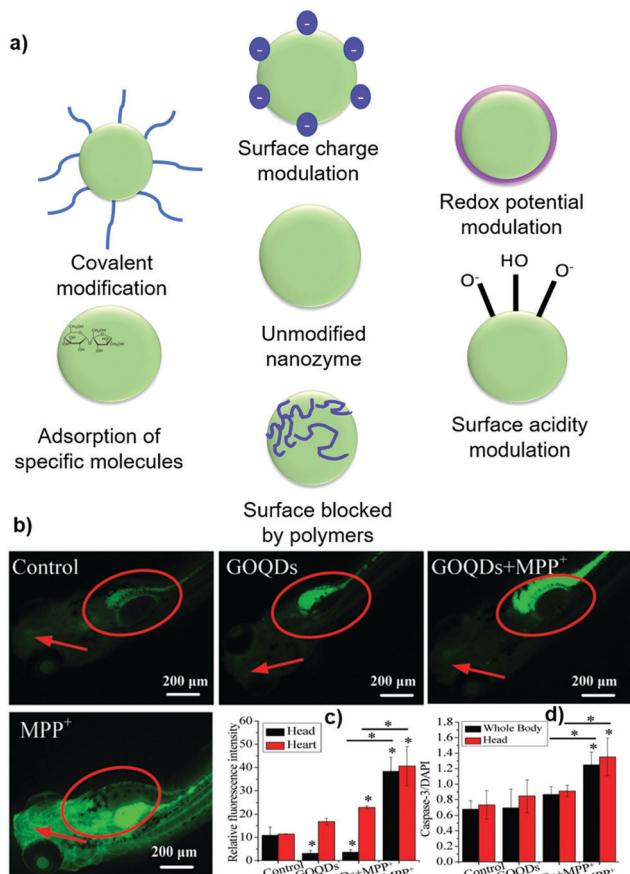 a)
Surface charge
modulation
Redox potential
modulation
Covalent
modification
Unmodified
nanozyme
O⁻
HO
O⁻
Adsorption of
specific molecules
Surface acidity
modulation
Surface blocked
by polymers
b)
Control
200 µm
GOQDs
200 µm
GOQDs+MPP⁺
200 µm
MPP⁺
200 µm
c)
Relative fluorescence intensity
70
60
50
40
30
20
10
0
Head
Heart
* * * * * * *
Control
GOQDs
d)
Caspase-3/DAPI
1.8
1.6
1.4
1.2
1.0
0.8
0.6
0.4
0.2
0.0
Whole Body
Head
* * * *
Control
GOQDs